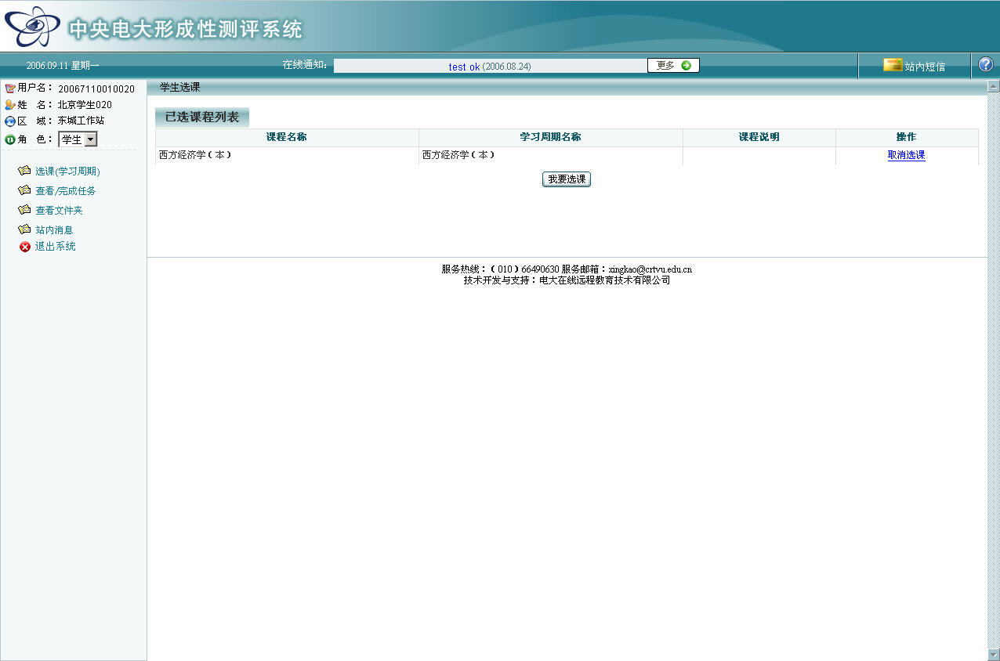 中央电大形成性测评系统
2006.09.11 星期一 在线通知： test ok (2006.08.24) 更多 站内短信
用户名： 20067110010020
姓 名： 北京学生020
区 域： 东城工作站
角 色： 学生
选课(学习周期)
查看/完成任务
查看文件夹
站内消息
退出系统
学生选课
已选课程列表
课程名称 学习周期名称 课程说明 操作
西方经济学（本） 西方经济学（本） 取消选课
我要选课
服务热线：（010）66490630 服务邮箱：xingkao@crtvu.edu.cn
技术开发与支持：电大在线远程教育技术有限公司